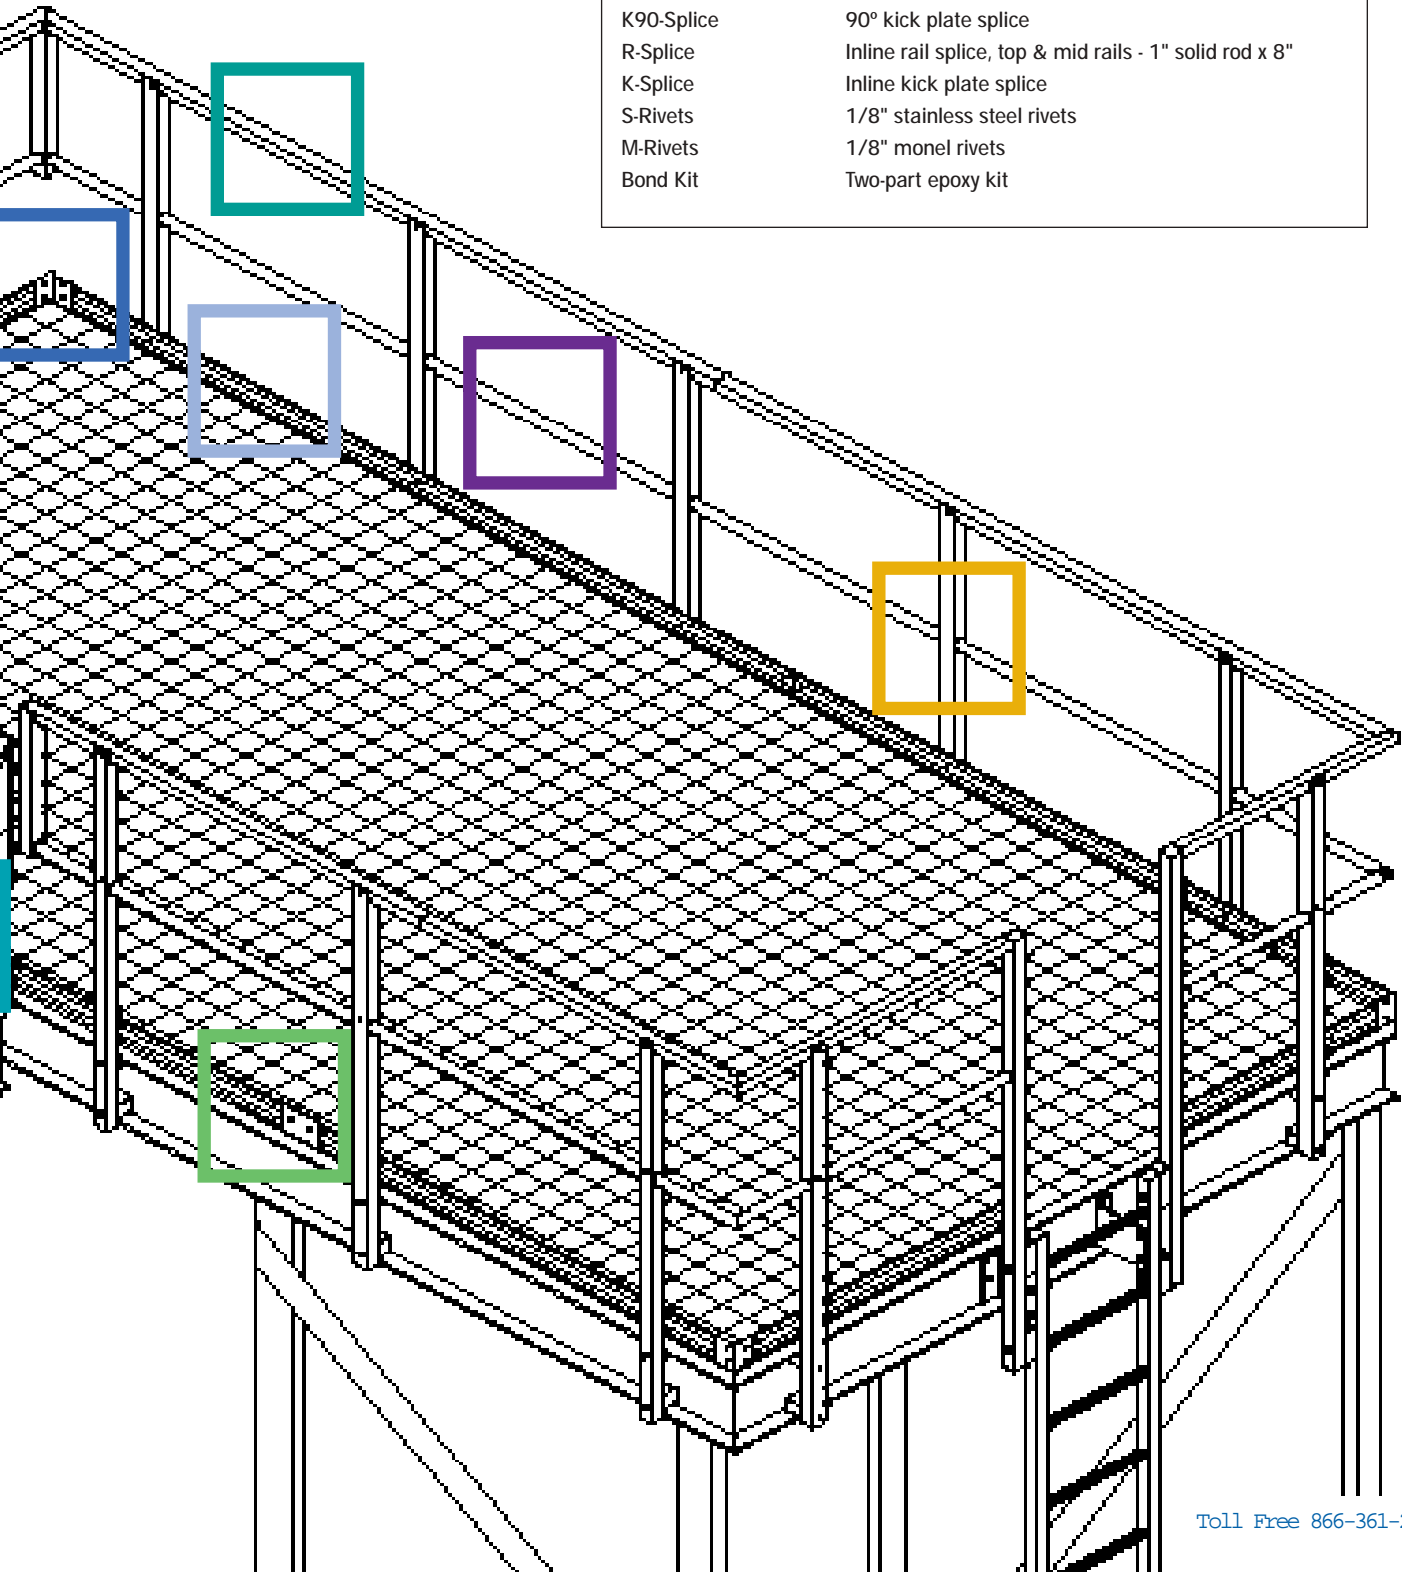 K90-Splice 90º kick plate splice
R-Splice Inline rail splice, top & mid rails - 1" solid rod x 8"
K-Splice Inline kick plate splice
S-Rivets 1/8" stainless steel rivets
M-Rivets 1/8" monel rivets
Bond Kit Two-part epoxy kit
Toll Free 866-361-